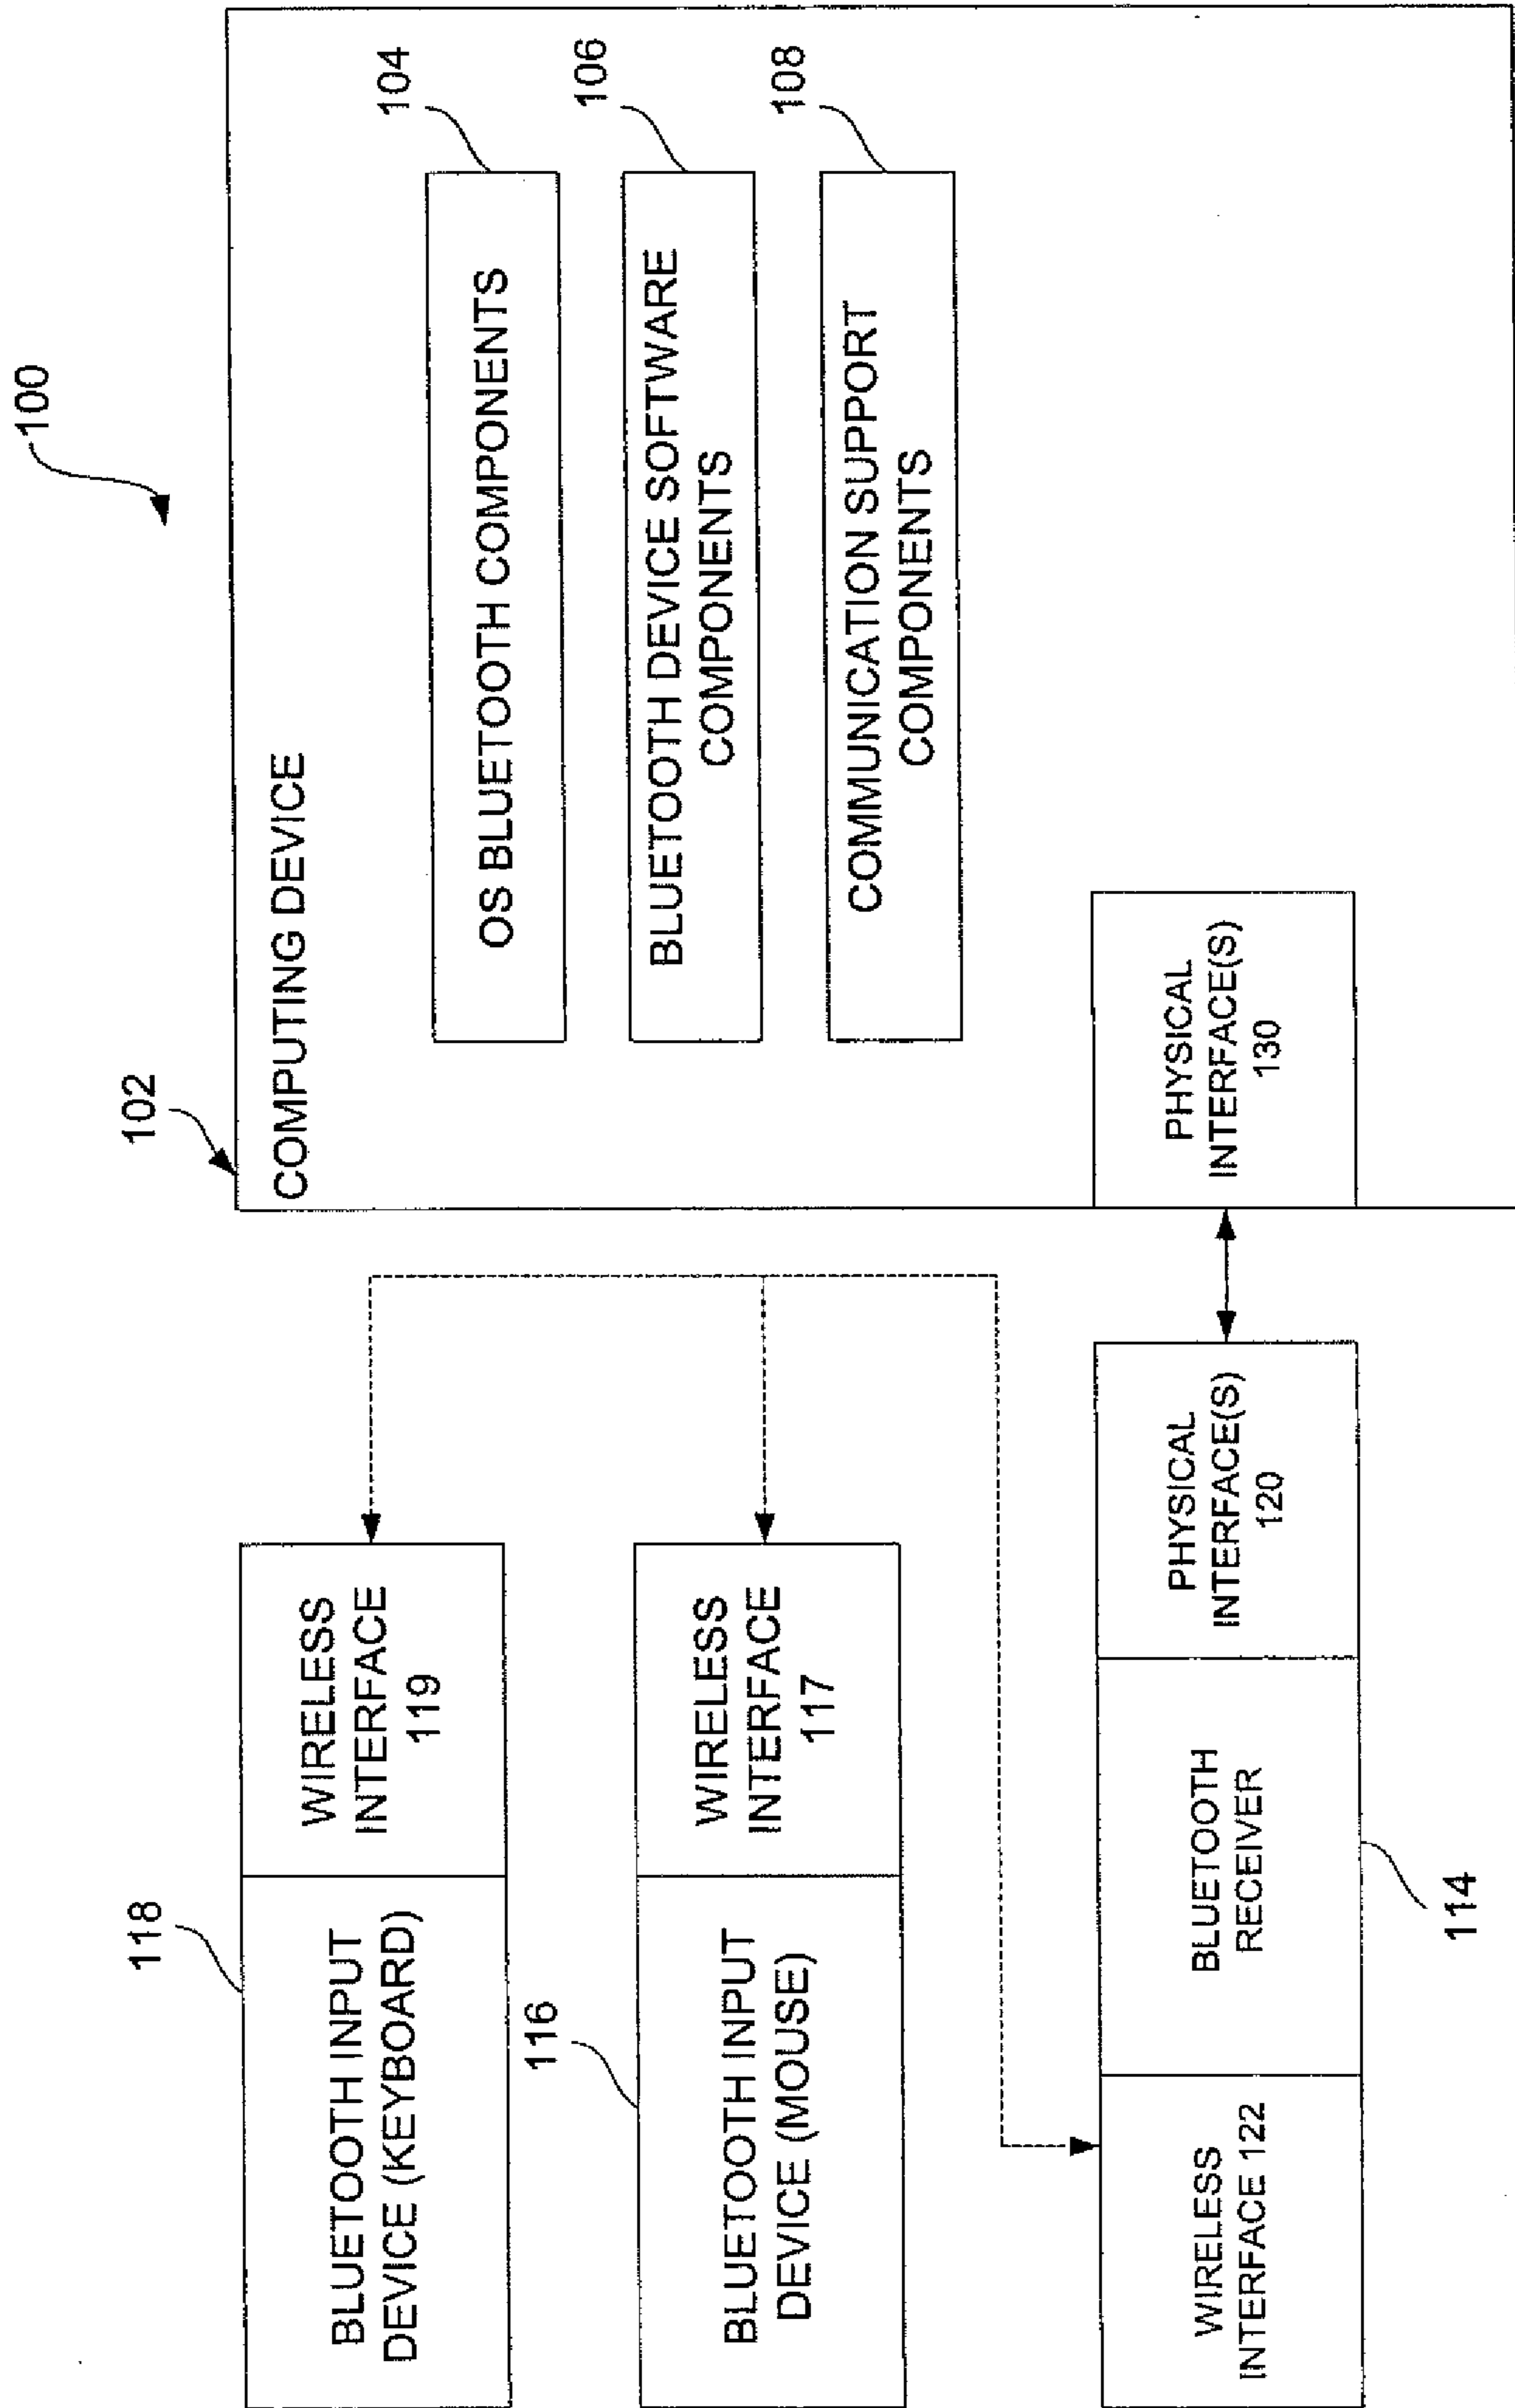 100
102
COMPUTING DEVICE
104
OS BLUETOOTH COMPONENTS
106
BLUETOOTH DEVICE SOFTWARE
COMPONENTS
108
COMMUNICATION SUPPORT
COMPONENTS
PHYSICAL
INTERFACE(S)
130
118
BLUETOOTH INPUT
DEVICE (KEYBOARD)
WIRELESS
INTERFACE
119
116
BLUETOOTH INPUT
DEVICE (MOUSE)
WIRELESS
INTERFACE
117
WIRELESS
INTERFACE 122
BLUETOOTH
RECEIVER
PHYSICAL
INTERFACE(S)
120
114